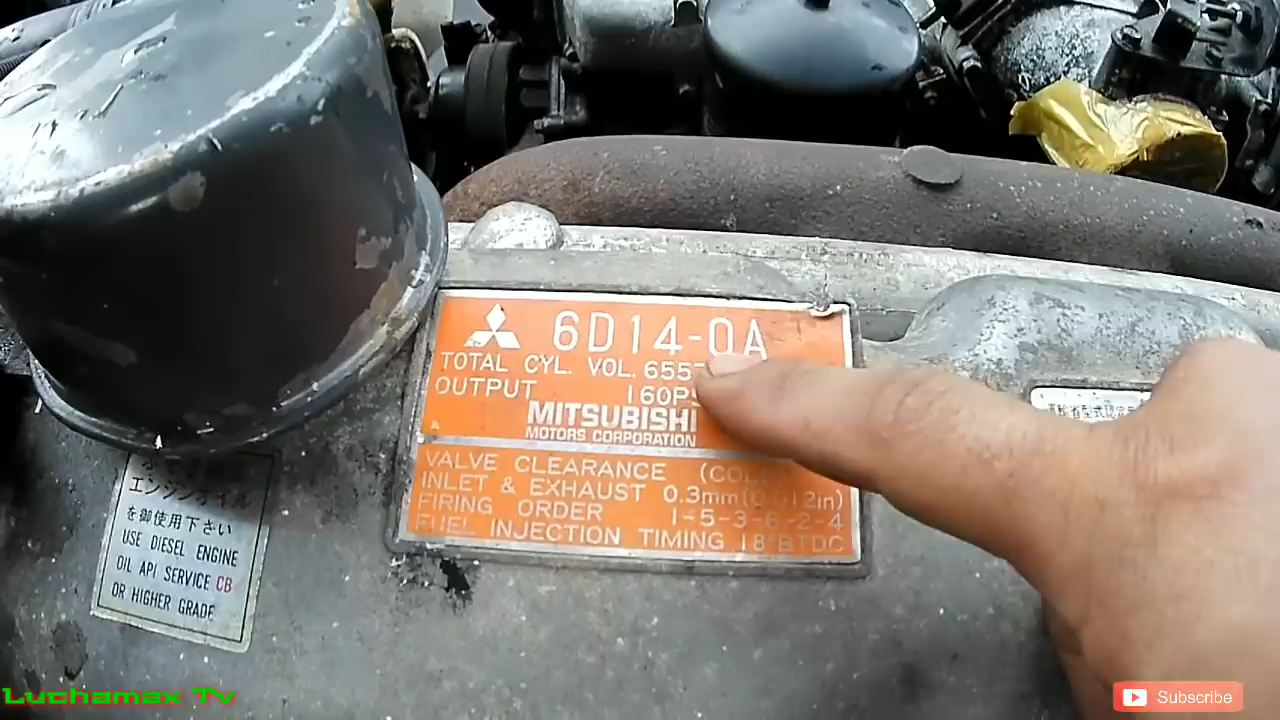 6D14-0A
TOTAL CYL. VOL. 655
OUTPUT 160P
MITSUBISHI
MOTORS CORPORATION
A
VALVE CLEARANCE (CO
INLET & EXHAUST 0.3mm(0.012in)
FIRING ORDER 1-5-3-6-2-4
FUEL INJECTION TIMING 18°BTDC
エンジンオイル
を御使用下さい
USE DIESEL ENGINE
OIL API SERVICE CB
OR HIGHER GRADE
Luchamax Tv
Subscribe